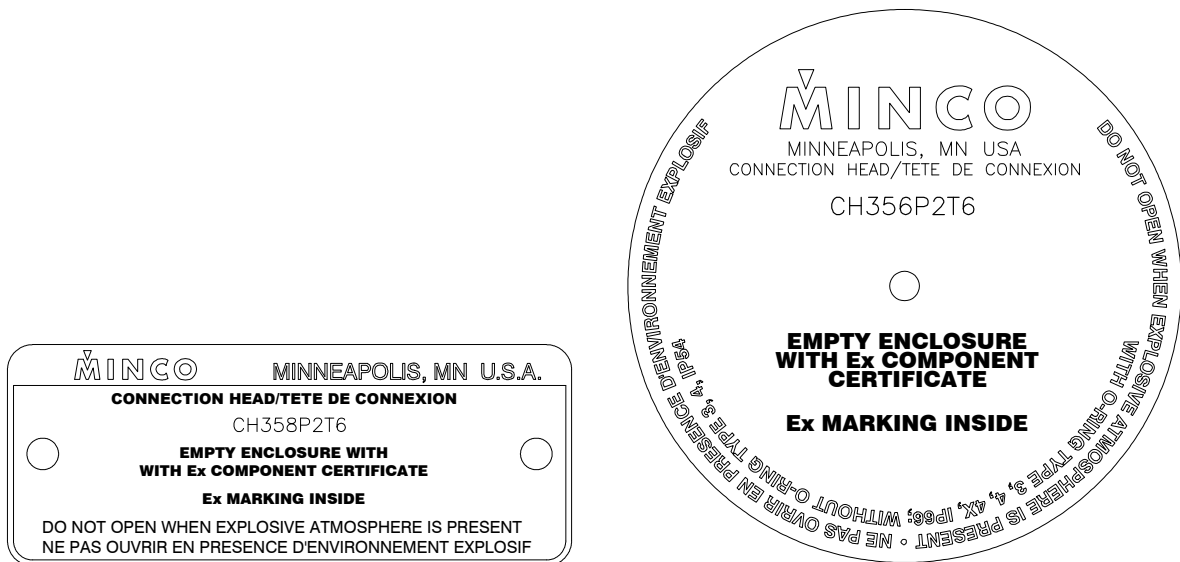 MINCO MINNEAPOLIS, MN U.S.A.
CONNECTION HEAD/TETE DE CONNEXION
CH358P2T6
EMPTY ENCLOSURE WITH
WITH Ex COMPONENT CERTIFICATE
Ex MARKING INSIDE
DO NOT OPEN WHEN EXPLOSIVE ATMOSPHERE IS PRESENT
NE PAS OUVRIR EN PRESENCE D'ENVIRONNEMENT EXPLOSIF
MINCO
MINNEAPOLIS, MN USA
CONNECTION HEAD/TETE DE CONNEXION
CH356P2T6
EMPTY ENCLOSURE
WITH Ex COMPONENT
CERTIFICATE
Ex MARKING INSIDE
DO NOT OPEN WHEN EXPLOSIVE ATMOSPHERE IS PRESENT • NE PAS OVRIR EN PRESENCE D'ENVIRONNEMENT EXPLOSIF
WITH O-RING TYPE 3, 4, 4, 4X, IP66; WITHOUT O-RING TYPE 3, 4, IP54